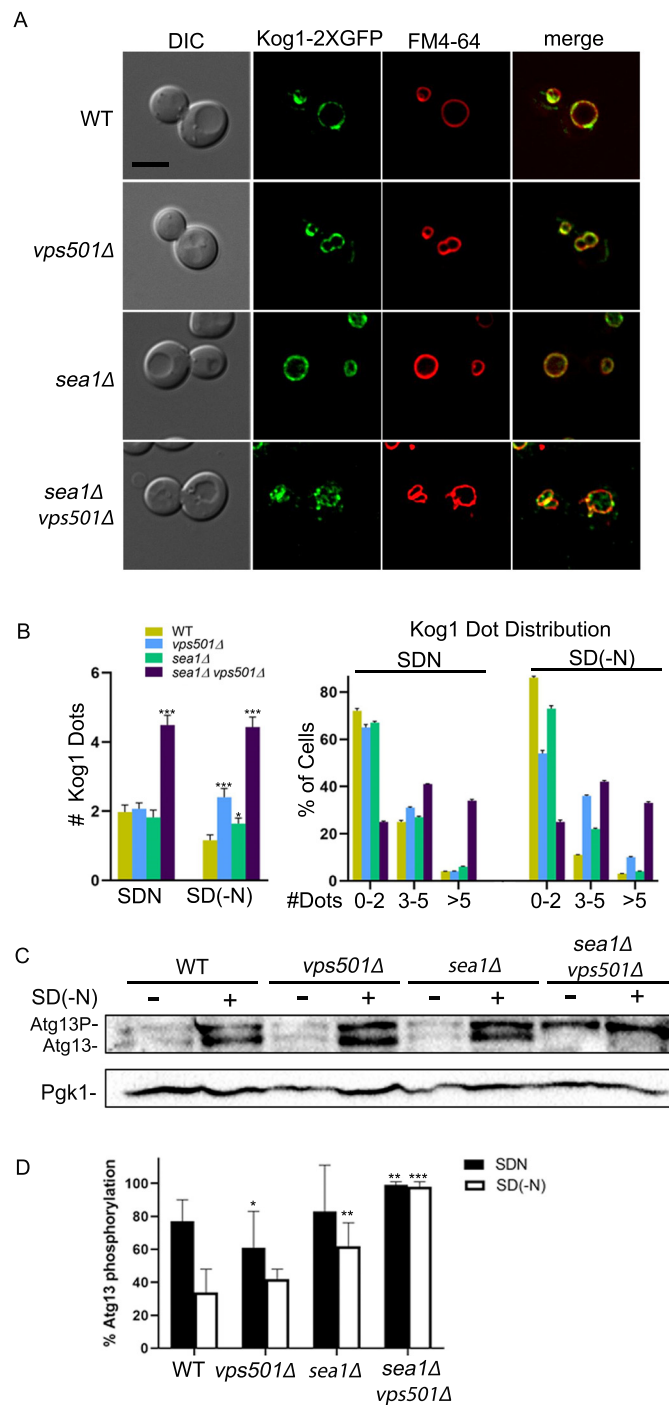 A
DIC Kog1-2XGFP FM4-64 merge
WT
vps501Δ
sea1Δ
sea1Δ
vps501Δ
B
WT
vps501Δ
sea1Δ
sea1Δ vps501Δ
# Kog1 Dots
6
4
2
0
***
***
*
***
SDN SD(-N)
Kog1 Dot Distribution
SDN SD(-N)
% of Cells
80
60
40
20
0
#Dots 0-2 3-5 >5 0-2 3-5 >5
C
WT vps501Δ sea1Δ sea1Δ
vps501Δ
SD(-N) - + - + - + - +
Atg13P-
Atg13-
Pgk1-
D
% Atg13 phosphorylation
100
80
60
40
20
0
* ** ** ***
SDN
SD(-N)
WT vps501Δ sea1Δ sea1Δ
vps501Δ